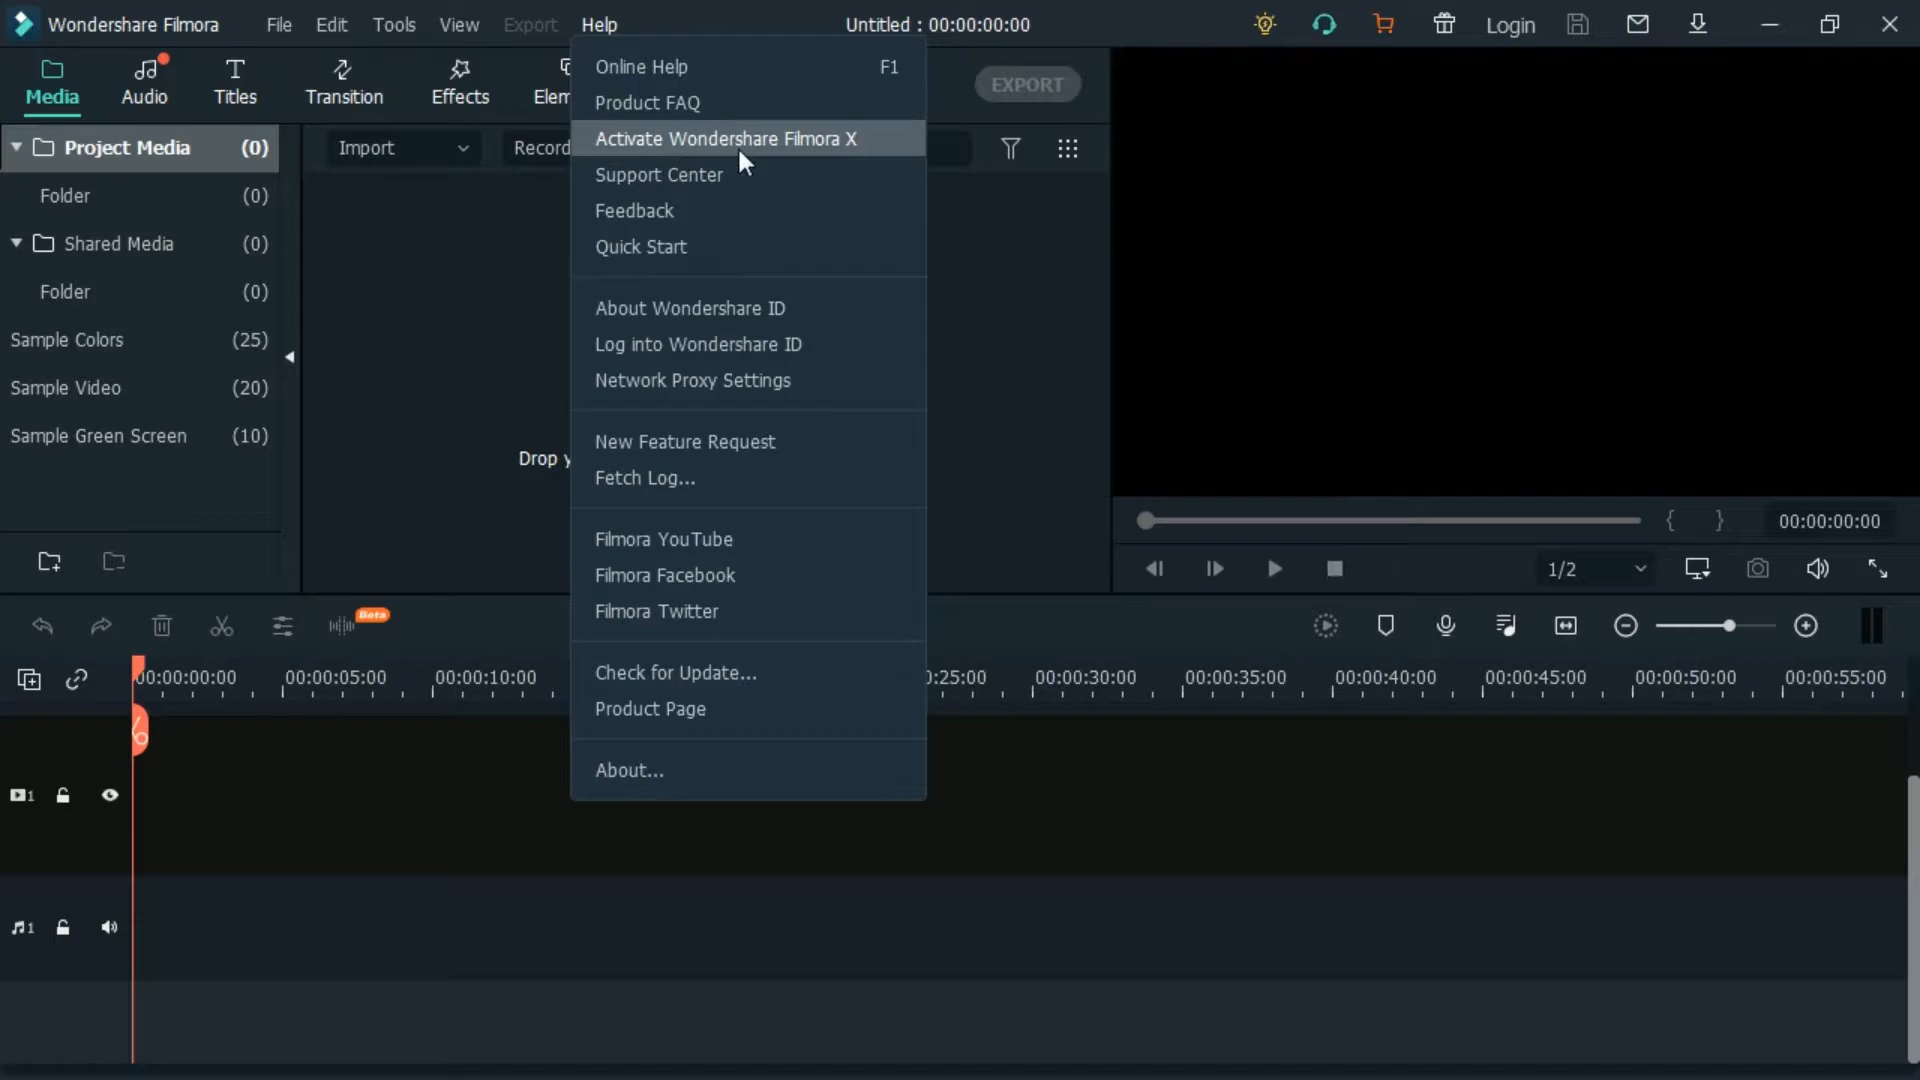 Wondershare Filmora File Edit Tools View Export Help Untitled : 00:00:00:00 Login
Media Audio Titles Transition Effects Elem EXPORT
Project Media (0)
Folder (0)
Shared Media (0)
Folder (0)
Sample Colors (25)
Sample Video (20)
Sample Green Screen (10)
Import Record
Drop y
Online Help F1
Product FAQ
Activate Wondershare Filmora X
Support Center
Feedback
Quick Start
About Wondershare ID
Log into Wondershare ID
Network Proxy Settings
New Feature Request
Fetch Log...
Filmora YouTube
Filmora Facebook
Filmora Twitter
Check for Update...
Product Page
About...
{ } 00:00:00:00
1/2
Beta
00:00:00:00 00:00:05:00 00:00:10:00 0:25:00 00:00:30:00 00:00:35:00 00:00:40:00 00:00:45:00 00:00:50:00 00:00:55:00
1
1